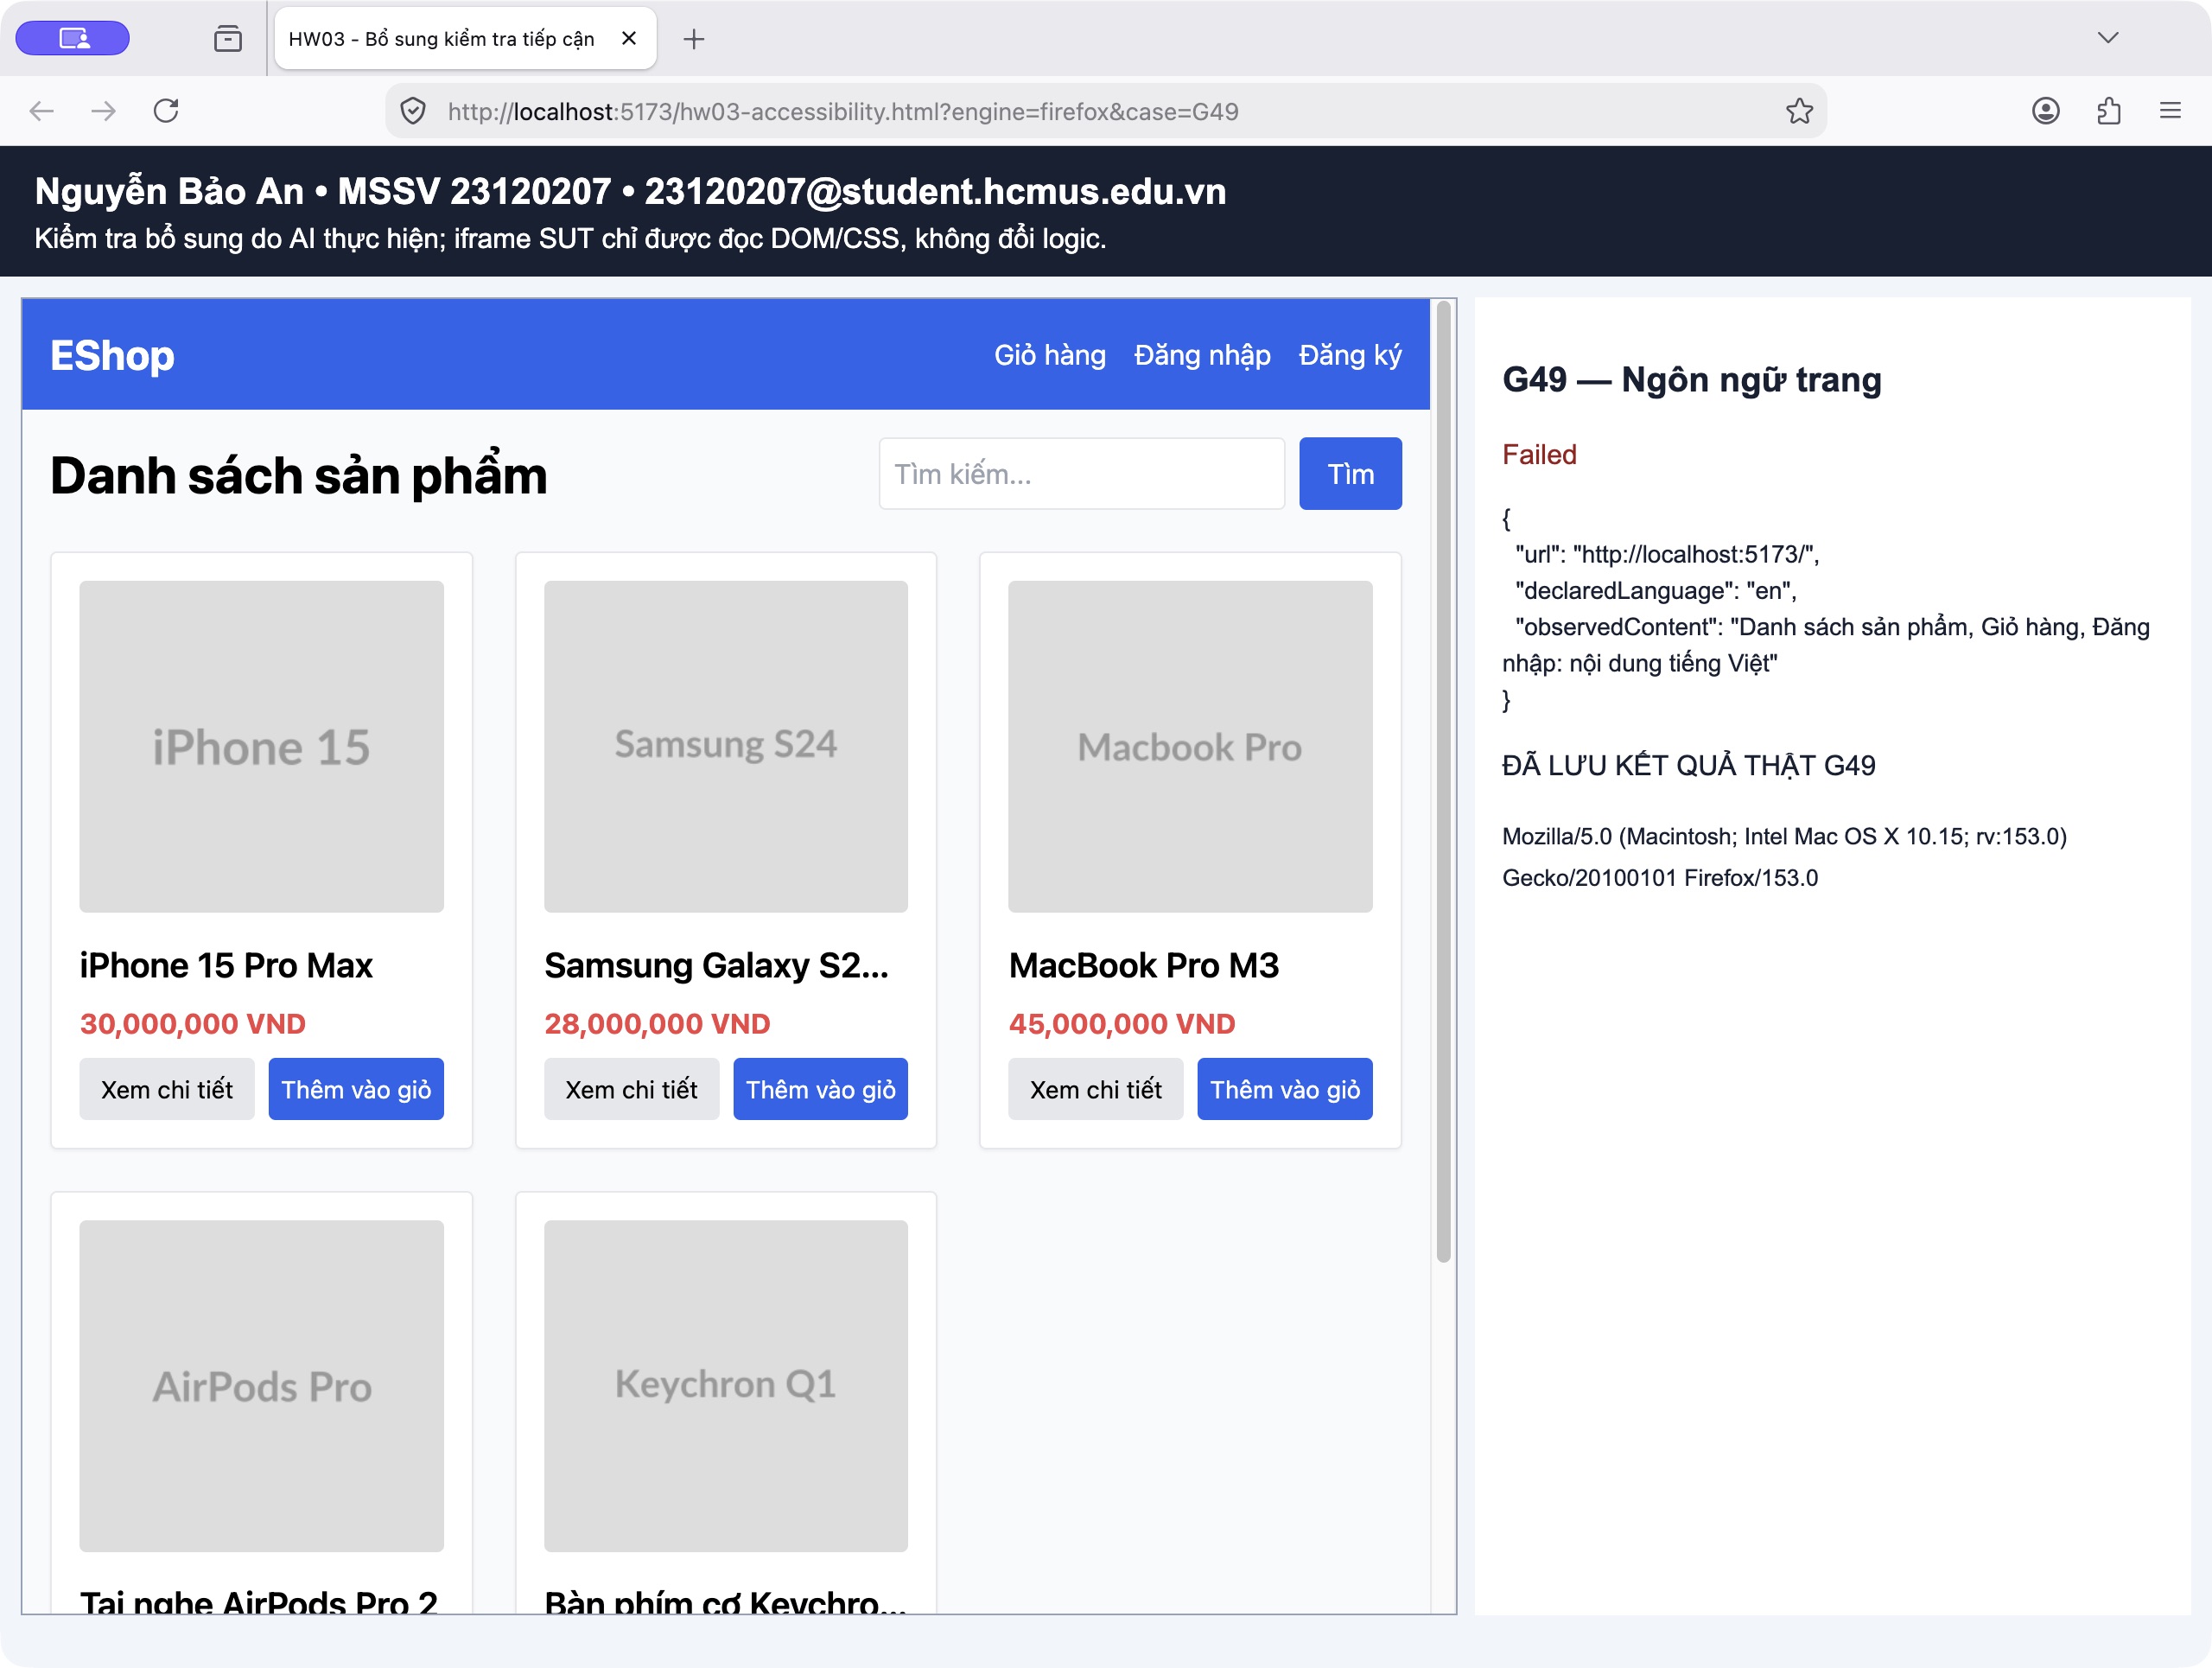 HW03 - Bổ sung kiểm tra tiếp cận
http://localhost:5173/hw03-accessibility.html?engine=firefox&case=G49
Nguyễn Bảo An • MSSV 23120207 • 23120207@student.hcmus.edu.vn
Kiểm tra bổ sung do AI thực hiện; iframe SUT chỉ được đọc DOM/CSS, không đổi logic.
EShop
Giỏ hàng Đăng nhập Đăng ký
Danh sách sản phẩm
Tìm kiếm... Tìm
iPhone 15
Samsung S24
Macbook Pro
iPhone 15 Pro Max
Samsung Galaxy S2...
MacBook Pro M3
30,000,000 VND
28,000,000 VND
45,000,000 VND
Xem chi tiết Thêm vào giỏ
Xem chi tiết Thêm vào giỏ
Xem chi tiết Thêm vào giỏ
AirPods Pro
Keychron Q1
Tai nghe AirPods Pro 2
Bàn phím cơ Keychro...
G49 — Ngôn ngữ trang
Failed
{
"url": "http://localhost:5173/",
"declaredLanguage": "en",
"observedContent": "Danh sách sản phẩm, Giỏ hàng, Đăng
nhập: nội dung tiếng Việt"
}
ĐÃ LƯU KẾT QUẢ THẬT G49
Mozilla/5.0 (Macintosh; Intel Mac OS X 10.15; rv:153.0)
Gecko/20100101 Firefox/153.0